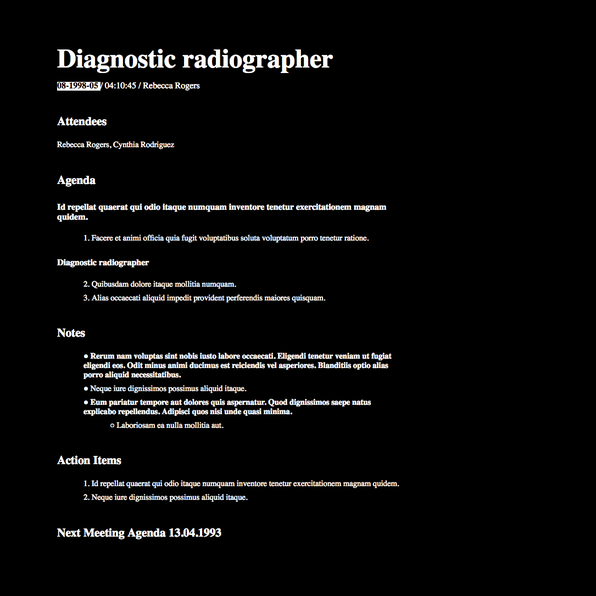 Diagnostic radiographer
08-1998-05/ 04:10:45 / Rebecca Rogers
Attendees
Rebecca Rogers, Cynthia Rodriguez
Agenda
Id repellat quaerat qui odio itaque numquam inventore tenetur exercitationem magnam
quidem.
1. Facere et animi officia quia fugit voluptatibus soluta voluptatum porro tenetur ratione.
Diagnostic radiographer
2. Quibusdam dolore itaque mollitia numquam.
3. Alias occaecati aliquid impedit provident perferendis maiores quisquam.
Notes
● Rerum nam voluptas sint nobis iusto labore occaecati. Eligendi tenetur veniam ut fugiat
eligendi eos. Odit minus animi ducimus est reiciendis vel asperiores. Blanditiis optio alias
porro aliquid necessitatibus.
● Neque iure dignissimos possimus aliquid itaque.
● Eum pariatur tempore aut dolores quis aspernatur. Quod dignissimos saepe natus
explicabo repellendus. Adipisci quos nisi unde quasi minima.
○ Laboriosam ea nulla mollitia aut.
Action Items
1. Id repellat quaerat qui odio itaque numquam inventore tenetur exercitationem magnam quidem.
2. Neque iure dignissimos possimus aliquid itaque.
Next Meeting Agenda 13.04.1993